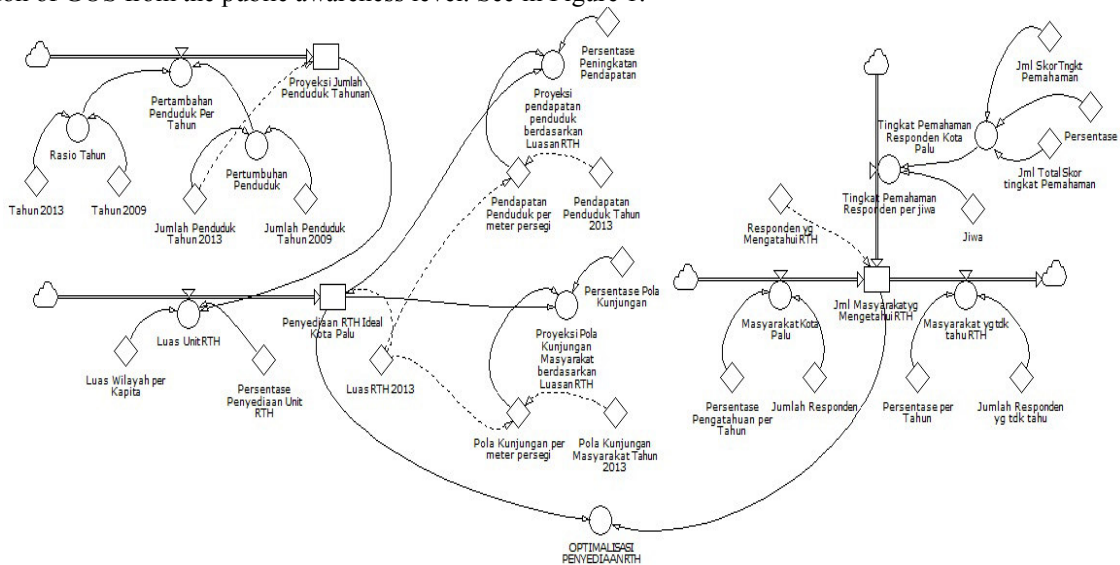 ion of GOS from the public awareness level. See in Figure 1.
Proyeksi Jumlah
Penduduk Tahunan
Pertambahan
Penduduk Per
Tahun
Rasio Tahun
Pertumbuhan
Penduduk
Tahun 2013
Tahun 2009
Jumlah Penduduk
Tahun 2013
Jumlah Penduduk
Tahun 2009
Persentase
Peningkatan
Pendapatan
Proyeksi
pendapatan
penduduk
berdasarkan
Luasan RTH
Pendapatan
Penduduk per
meter persegi
Pendapatan
Penduduk Tahun
2013
Jml Skor Tngkt
Pemahaman
Tingkat Pemahaman
Responden Kota
Palu
Persentase
Jml Total Skor
tingkat Pemahaman
Tingkat Pemahaman
Responden per jiwa
Jiwa
Responden yg
Mengatahui RTH
Penyediaan RTH Ideal
Kota Palu
Luas Unit RTH
Luas Wilayah per
Kapita
Persentase
Penyediaan Unit
RTH
Luas RTH 2013
Persentase Pola
Kunjungan
Proyeksi Pola
Kunjungan
Masyarakat
berdasarkan
Luasan RTH
Pola Kunjungan per
meter persegi
Pola Kunjungan
Masyarakat Tahun
2013
Jml Masyarakat yg
Mengetahui RTH
Masyarakat Kota
Palu
Masyarakat yg tdk
tahu RTH
Persentase
Pengatahuan per
Tahun
Jumlah Responden
Persentase per
Tahun
Jumlah Responden
yg tdk tahu
OPTIMALISASI
PENYEDIAAN RTH